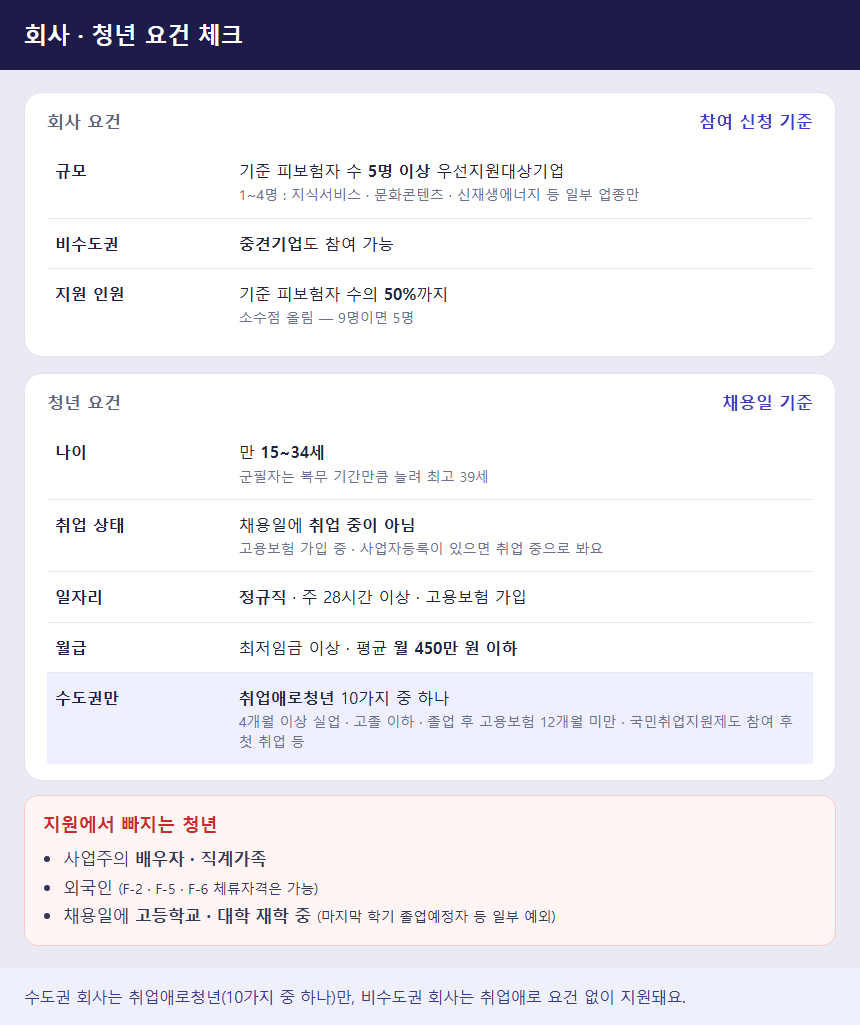 회사 · 청년 요건 체크
회사 요건
참여 신청 기준
규모
기준 피보험자 수 5명 이상 우선지원대상기업
1~4명 : 지식서비스 · 문화콘텐츠 · 신재생에너지 등 일부 업종만
비수도권
중견기업도 참여 가능
지원 인원
기준 피보험자 수의 50%까지
소수점 올림 — 9명이면 5명
청년 요건
채용일 기준
나이
만 15~34세
군필자는 복무 기간만큼 늘려 최고 39세
취업 상태
채용일에 취업 중이 아님
고용보험 가입 중 · 사업자등록이 있으면 취업 중으로 봐요
일자리
정규직 · 주 28시간 이상 · 고용보험 가입
월급
최저임금 이상 · 평균 월 450만 원 이하
수도권만
취업애로청년 10가지 중 하나
4개월 이상 실업 · 고졸 이하 · 졸업 후 고용보험 12개월 미만 · 국민취업지원제도 참여 후
첫 취업 등
지원에서 빠지는 청년
• 사업주의 배우자 · 직계가족
• 외국인 (F-2 · F-5 · F-6 체류자격은 가능)
• 채용일에 고등학교 · 대학 재학 중 (마지막 학기 졸업예정자 등 일부 예외)
수도권 회사는 취업애로청년(10가지 중 하나)만, 비수도권 회사는 취업애로 요건 없이 지원돼요.